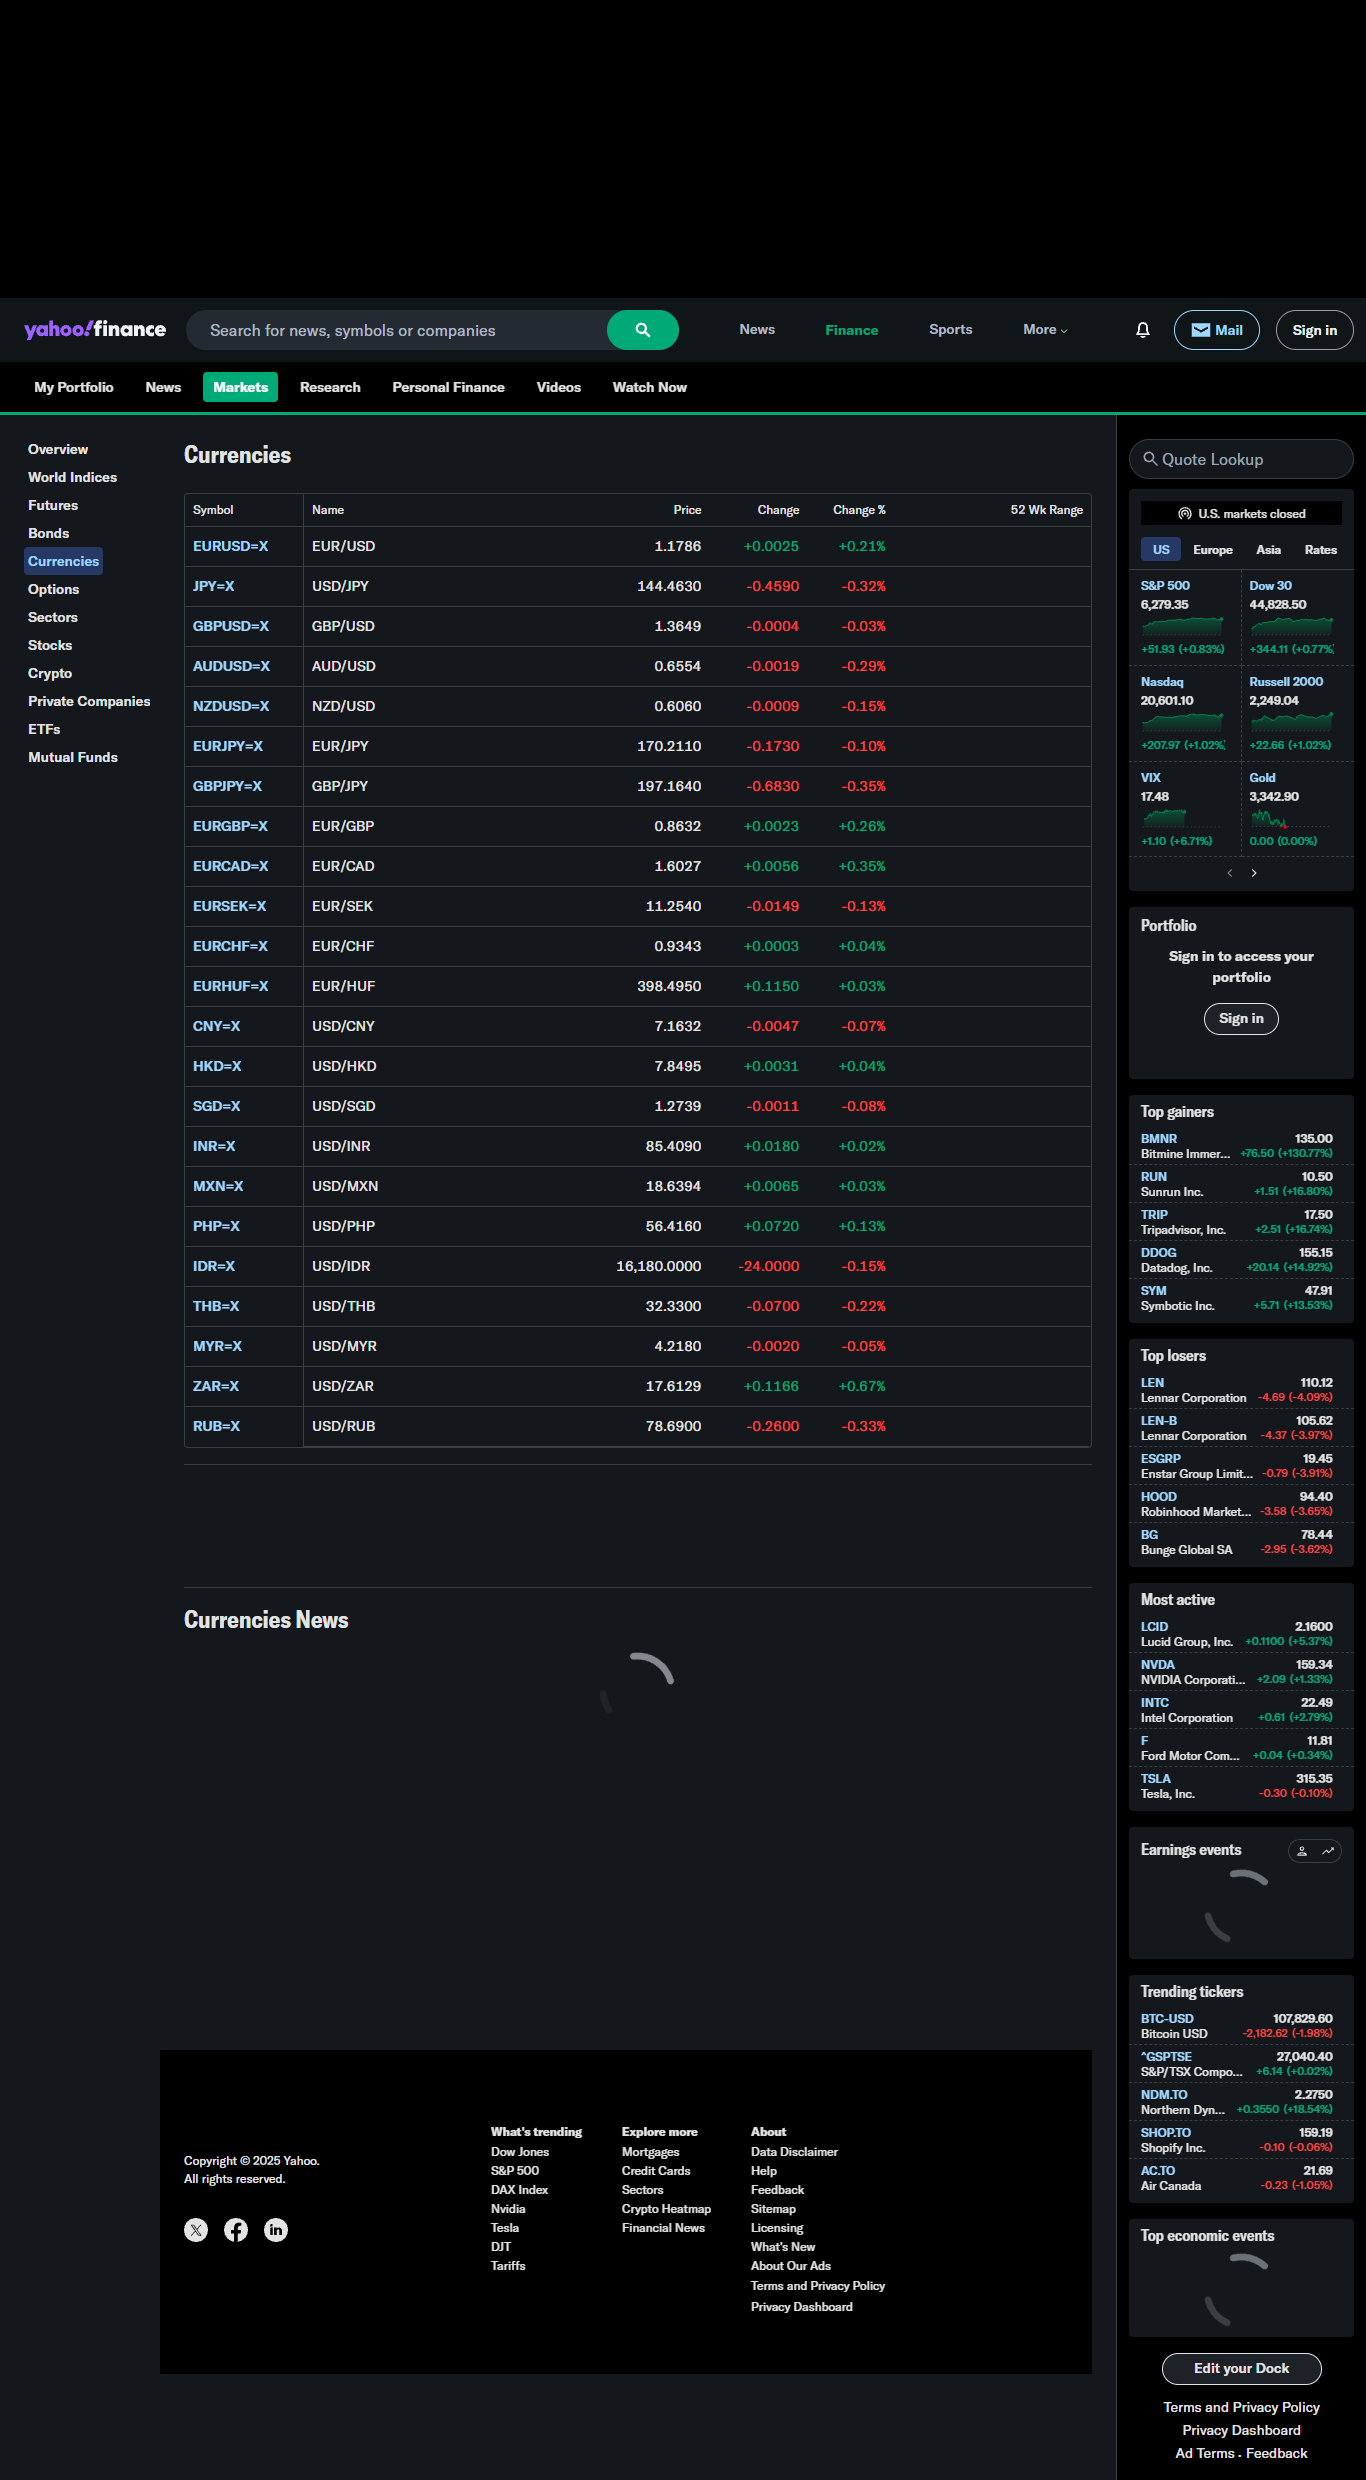 yahoo!finance
Search for news, symbols or companies
News Finance Sports More
Mail
Sign in
My Portfolio News Markets Research Personal Finance Videos Watch Now
Overview
World Indices
Futures
Bonds
Currencies
Options
Sectors
Stocks
Crypto
Private Companies
ETFs
Mutual Funds
Currencies
Symbol Name Price Change Change % 52 Wk Range
EURUSD=X EUR/USD 1.1786 +0.0025 +0.21%
JPY=X USD/JPY 144.4630 -0.4590 -0.32%
GBPUSD=X GBP/USD 1.3649 -0.0004 -0.03%
AUDUSD=X AUD/USD 0.6554 -0.0019 -0.29%
NZDUSD=X NZD/USD 0.6060 -0.0009 -0.15%
EURJPY=X EUR/JPY 170.2110 -0.1730 -0.10%
GBPJPY=X GBP/JPY 197.1640 -0.6830 -0.35%
EURGBP=X EUR/GBP 0.8632 +0.0023 +0.26%
EURCAD=X EUR/CAD 1.6027 +0.0056 +0.35%
EURSEK=X EUR/SEK 11.2540 -0.0149 -0.13%
EURCHF=X EUR/CHF 0.9343 +0.0003 +0.04%
EURHUF=X EUR/HUF 398.4950 +0.1150 +0.03%
CNY=X USD/CNY 7.1632 -0.0047 -0.07%
HKD=X USD/HKD 7.8495 +0.0031 +0.04%
SGD=X USD/SGD 1.2739 -0.0011 -0.08%
INR=X USD/INR 85.4090 +0.0180 +0.02%
MXN=X USD/MXN 18.6394 +0.0065 +0.03%
PHP=X USD/PHP 56.4160 +0.0720 +0.13%
IDR=X USD/IDR 16,180.0000 -24.0000 -0.15%
THB=X USD/THB 32.3300 -0.0700 -0.22%
MYR=X USD/MYR 4.2180 -0.0020 -0.05%
ZAR=X USD/ZAR 17.6129 +0.1166 +0.67%
RUB=X USD/RUB 78.6900 -0.2600 -0.33%
Currencies News
Quote Lookup
U.S. markets closed
US Europe Asia Rates
S&P 500 Dow 30
6,279.35 44,828.50
+51.93 (+0.83%) +344.11 (+0.77%)
Nasdaq Russell 2000
20,601.10 2,249.04
+207.97 (+1.02%) +22.66 (+1.02%)
VIX Gold
17.48 3,342.90
+1.10 (+6.71%) 0.00 (0.00%)
Portfolio
Sign in to access your
portfolio
Sign in
Top gainers
BMNR 135.00
Bitmine Immer... +76.50 (+130.77%)
RUN 10.50
Sunrun Inc. +1.51 (+16.80%)
TRIP 17.50
Tripadvisor, Inc. +2.51 (+16.74%)
DDOG 155.15
Datadog, Inc. +20.14 (+14.92%)
SYM 47.91
Symbotic Inc. +5.71 (+13.53%)
Top losers
LEN 110.12
Lennar Corporation -4.69 (-4.09%)
LEN-B 105.62
Lennar Corporation -4.37 (-3.97%)
ESGRP 19.45
Enstar Group Limit... -0.79 (-3.91%)
HOOD 94.40
Robinhood Market... -3.58 (-3.65%)
BG 78.44
Bunge Global SA -2.95 (-3.62%)
Most active
LCID 2.1600
Lucid Group, Inc. +0.1100 (+5.37%)
NVDA 159.34
NVIDIA Corporati... +2.09 (+1.33%)
INTC 22.49
Intel Corporation +0.61 (+2.79%)
F 11.81
Ford Motor Com... +0.04 (+0.34%)
TSLA 315.35
Tesla, Inc. -0.30 (-0.10%)
Earnings events
Trending tickers
BTC-USD 107,829.60
Bitcoin USD -2,182.62 (-1.98%)
^GSPTSE 27,040.40
S&P/TSX Compo... +6.14 (+0.02%)
NDM.TO 2.2750
Northern Dyn... +0.3550 (+18.54%)
SHOP.TO 159.19
Shopify Inc. -0.10 (-0.06%)
AC.TO 21.69
Air Canada -0.23 (-1.05%)
Top economic events
Edit your Dock
Terms and Privacy Policy
Privacy Dashboard
Ad Terms . Feedback
Copyright © 2025 Yahoo.
All rights reserved.
What's trending
Dow Jones
S&P 500
DAX Index
Nvidia
Tesla
DJT
Tariffs
Explore more
Mortgages
Credit Cards
Sectors
Crypto Heatmap
Financial News
About
Data Disclaimer
Help
Feedback
Sitemap
Licensing
What's New
About Our Ads
Terms and Privacy Policy
Privacy Dashboard